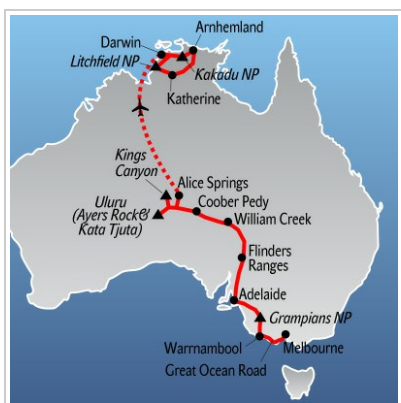 Arnhemland
Darwin
Litchfield NP
Kakadu NP
Katherine
Kings
Canyon
Alice Springs
Uluru
(Ayers Rock&
Kata Tjuta)
Coober Pedy
William Creek
Flinders
Ranges
Adelaide
Grampians NP
Warrnambool
Melbourne
Great Ocean Road